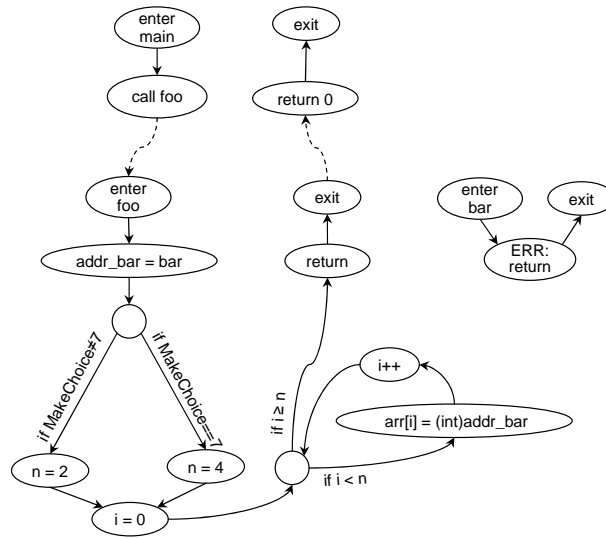 enter
main
call foo
enter
foo
addr_bar = bar
if MakeChoice≠7
if MakeChoice==7
n = 2
n = 4
i = 0
exit
return 0
exit
return
if i ≥ n
if i < n
i++
arr[i] = (int)addr_bar
enter
bar
ERR:
return
exit